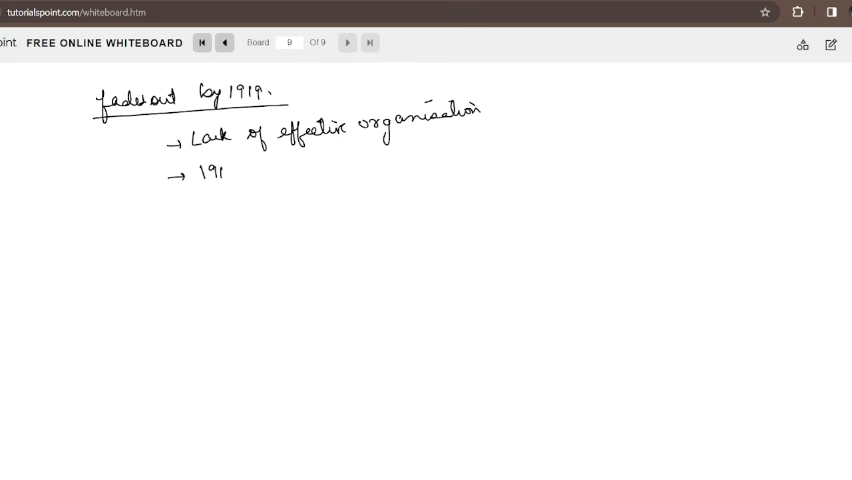 tutorialspoint.com/whiteboard.htm
oint FREE ONLINE WHITEBOARD Board 9 Of 9
fades out by 1919.
→ Lack of effective organisation
→ 191